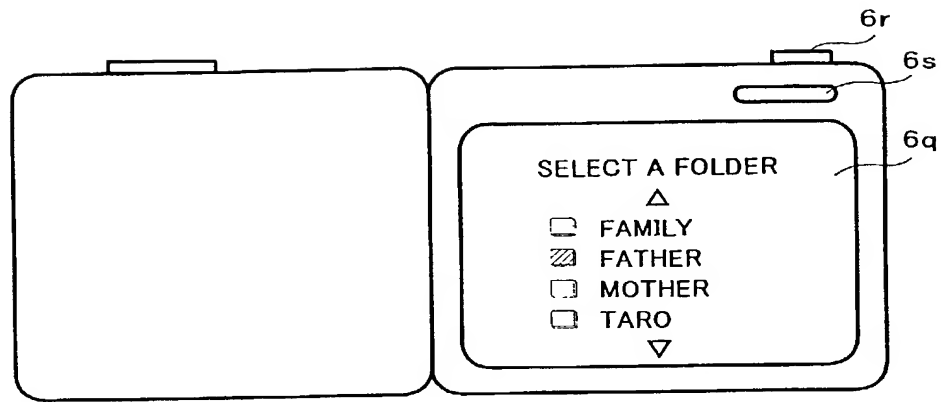 6r
6s
6q
SELECT A FOLDER
FAMILY
FATHER
MOTHER
TARO